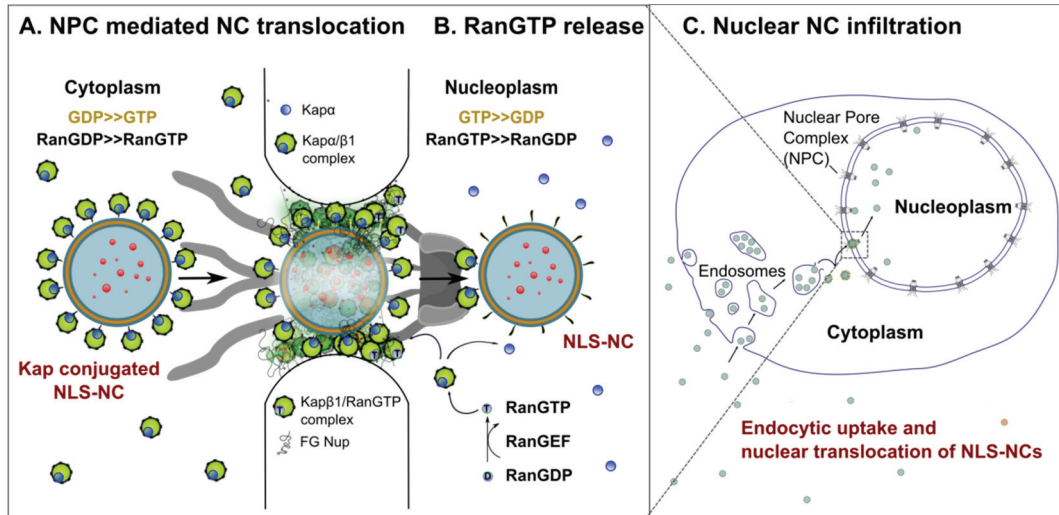 A. NPC mediated NC translocation
B. RanGTP release
Cytoplasm
GDP>>GTP
RanGDP>>RanGTP
Kapα
Kapα/β1
complex
Nucleoplasm
GTP>>GDP
RanGTP>>RanGDP
Kap conjugated
NLS-NC
NLS-NC
T
T
T
T
Kapβ1/RanGTP
complex
FG Nup
T
T RanGTP
RanGEF
D RanGDP
C. Nuclear NC infiltration
Nuclear Pore
Complex
(NPC)
Nucleoplasm
Endosomes
Cytoplasm
Endocytic uptake and
nuclear translocation of NLS-NCs